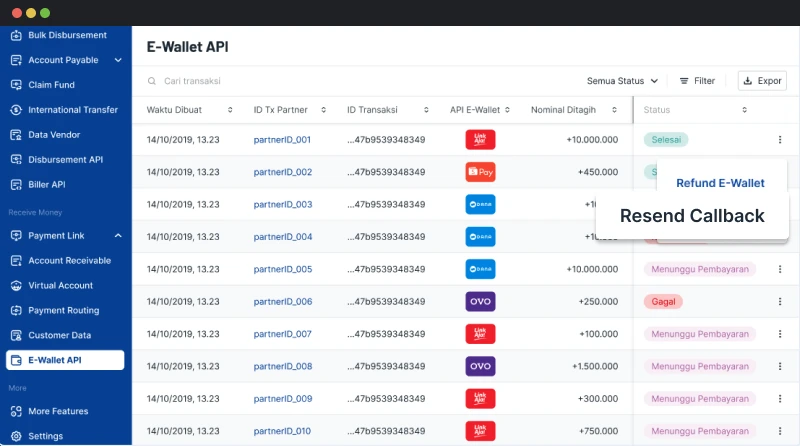 Bulk Disbursement
Account Payable
Claim Fund
International Transfer
Data Vendor
Disbursement API
Biller API
Receive Money
Payment Link
Account Receivable
Virtual Account
Payment Routing
Customer Data
E-Wallet API
More
More Features
Settings
E-Wallet API
Cari transaksi
Semua Status
Filter
Expor
Waktu Dibuat ID Tx Partner ID Transaksi API E-Wallet Nominal Ditagih Status
14/10/2019, 13.23 partnerID_001 ...47b9539348349 LinkAja! +10.000.000 Selesai
14/10/2019, 13.23 partnerID_002 ...47b9539348349 Pay +450.000
Refund E-Wallet
Resend Callback
14/10/2019, 13.23 partnerID_003 ...47b9539348349 DANA
14/10/2019, 13.23 partnerID_004 ...47b9539348349 DANA
14/10/2019, 13.23 partnerID_005 ...47b9539348349 DANA +10.000.000 Menunggu Pembayaran
14/10/2019, 13.23 partnerID_006 ...47b9539348349 OVO +250.000 Gagal
14/10/2019, 13.23 partnerID_007 ...47b9539348349 LinkAja! +100.000 Menunggu Pembayaran
14/10/2019, 13.23 partnerID_008 ...47b9539348349 OVO +1.500.000 Menunggu Pembayaran
14/10/2019, 13.23 partnerID_009 ...47b9539348349 LinkAja! +300.000 Menunggu Pembayaran
14/10/2019, 13.23 partnerID_010 ...47b9539348349 LinkAja! +750.000 Menunggu Pembayaran